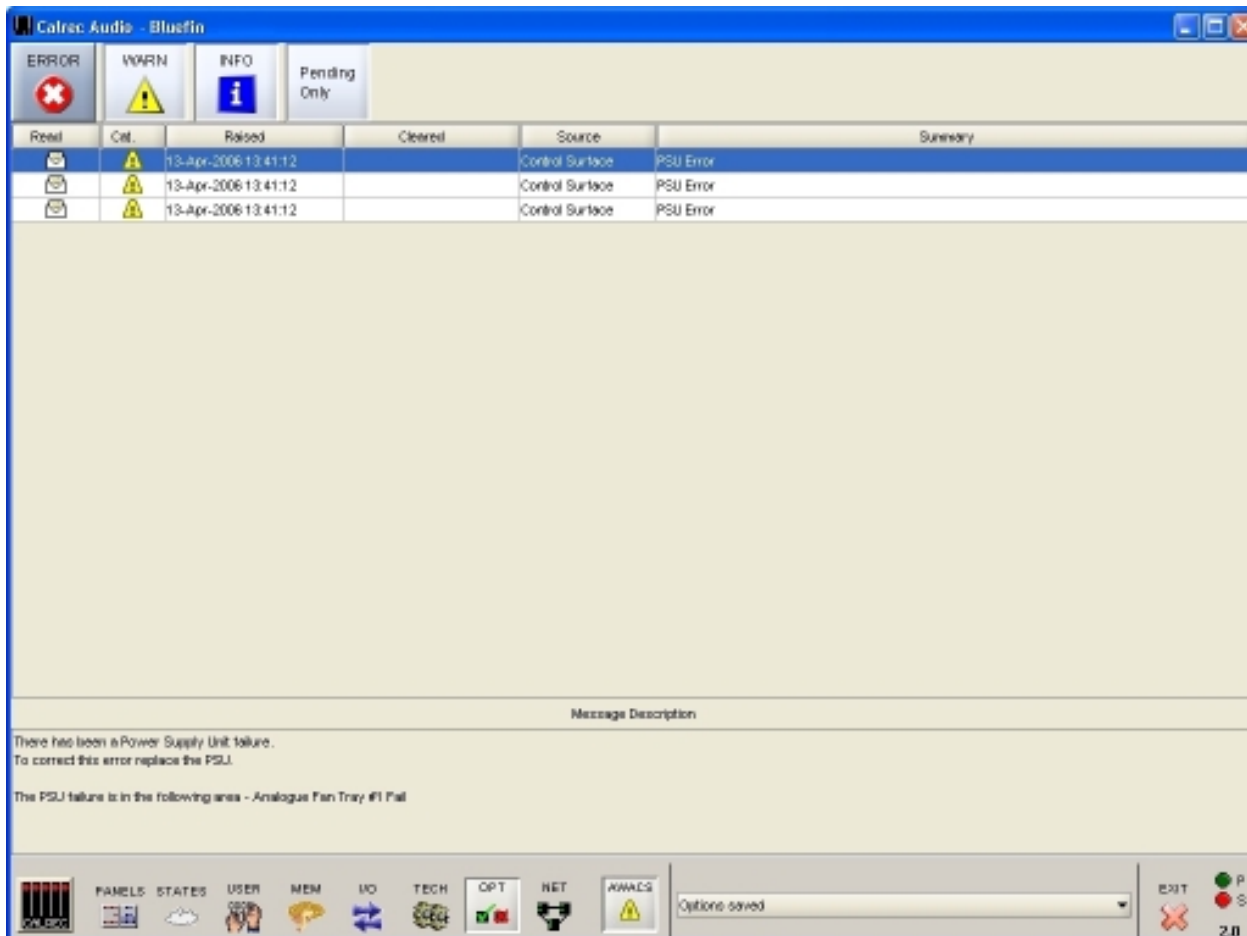 Calrec Audio - Bluefin
ERROR WARN INFO Pending Only
Read Cat. Raised Cleared Source Summary
13-Apr-2006 13:41:12 Control Surface PSU Error
13-Apr-2006 13:41:12 Control Surface PSU Error
13-Apr-2006 13:41:12 Control Surface PSU Error
Message Description
There has been a Power Supply Unit failure.
To correct this error replace the PSU.
The PSU failure is in the following area - Analogue Fan Tray #1 Fail
CALREC PANELS STATES USER MEM I/O TECH OPT NET AWACS Options saved EXIT P
S
2.0